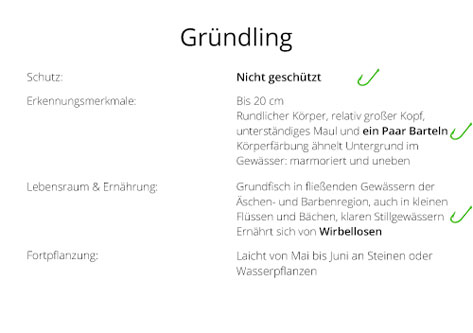 Gründling
Schutz:
Nicht geschützt
Erkennungsmerkmale:
Bis 20 cm
Rundlicher Körper, relativ großer Kopf,
unterständiges Maul und ein Paar Barteln
Körperfärbung ähnelt Untergrund im
Gewässer: marmoriert und uneben
Lebensraum & Ernährung:
Grundfisch in fließenden Gewässern der
Äschen- und Barbenregion, auch in kleinen
Flüssen und Bächen, klaren Stillgewässern
Ernährt sich von Wirbellosen
Fortpflanzung:
Laicht von Mai bis Juni an Steinen oder
Wasserpflanzen